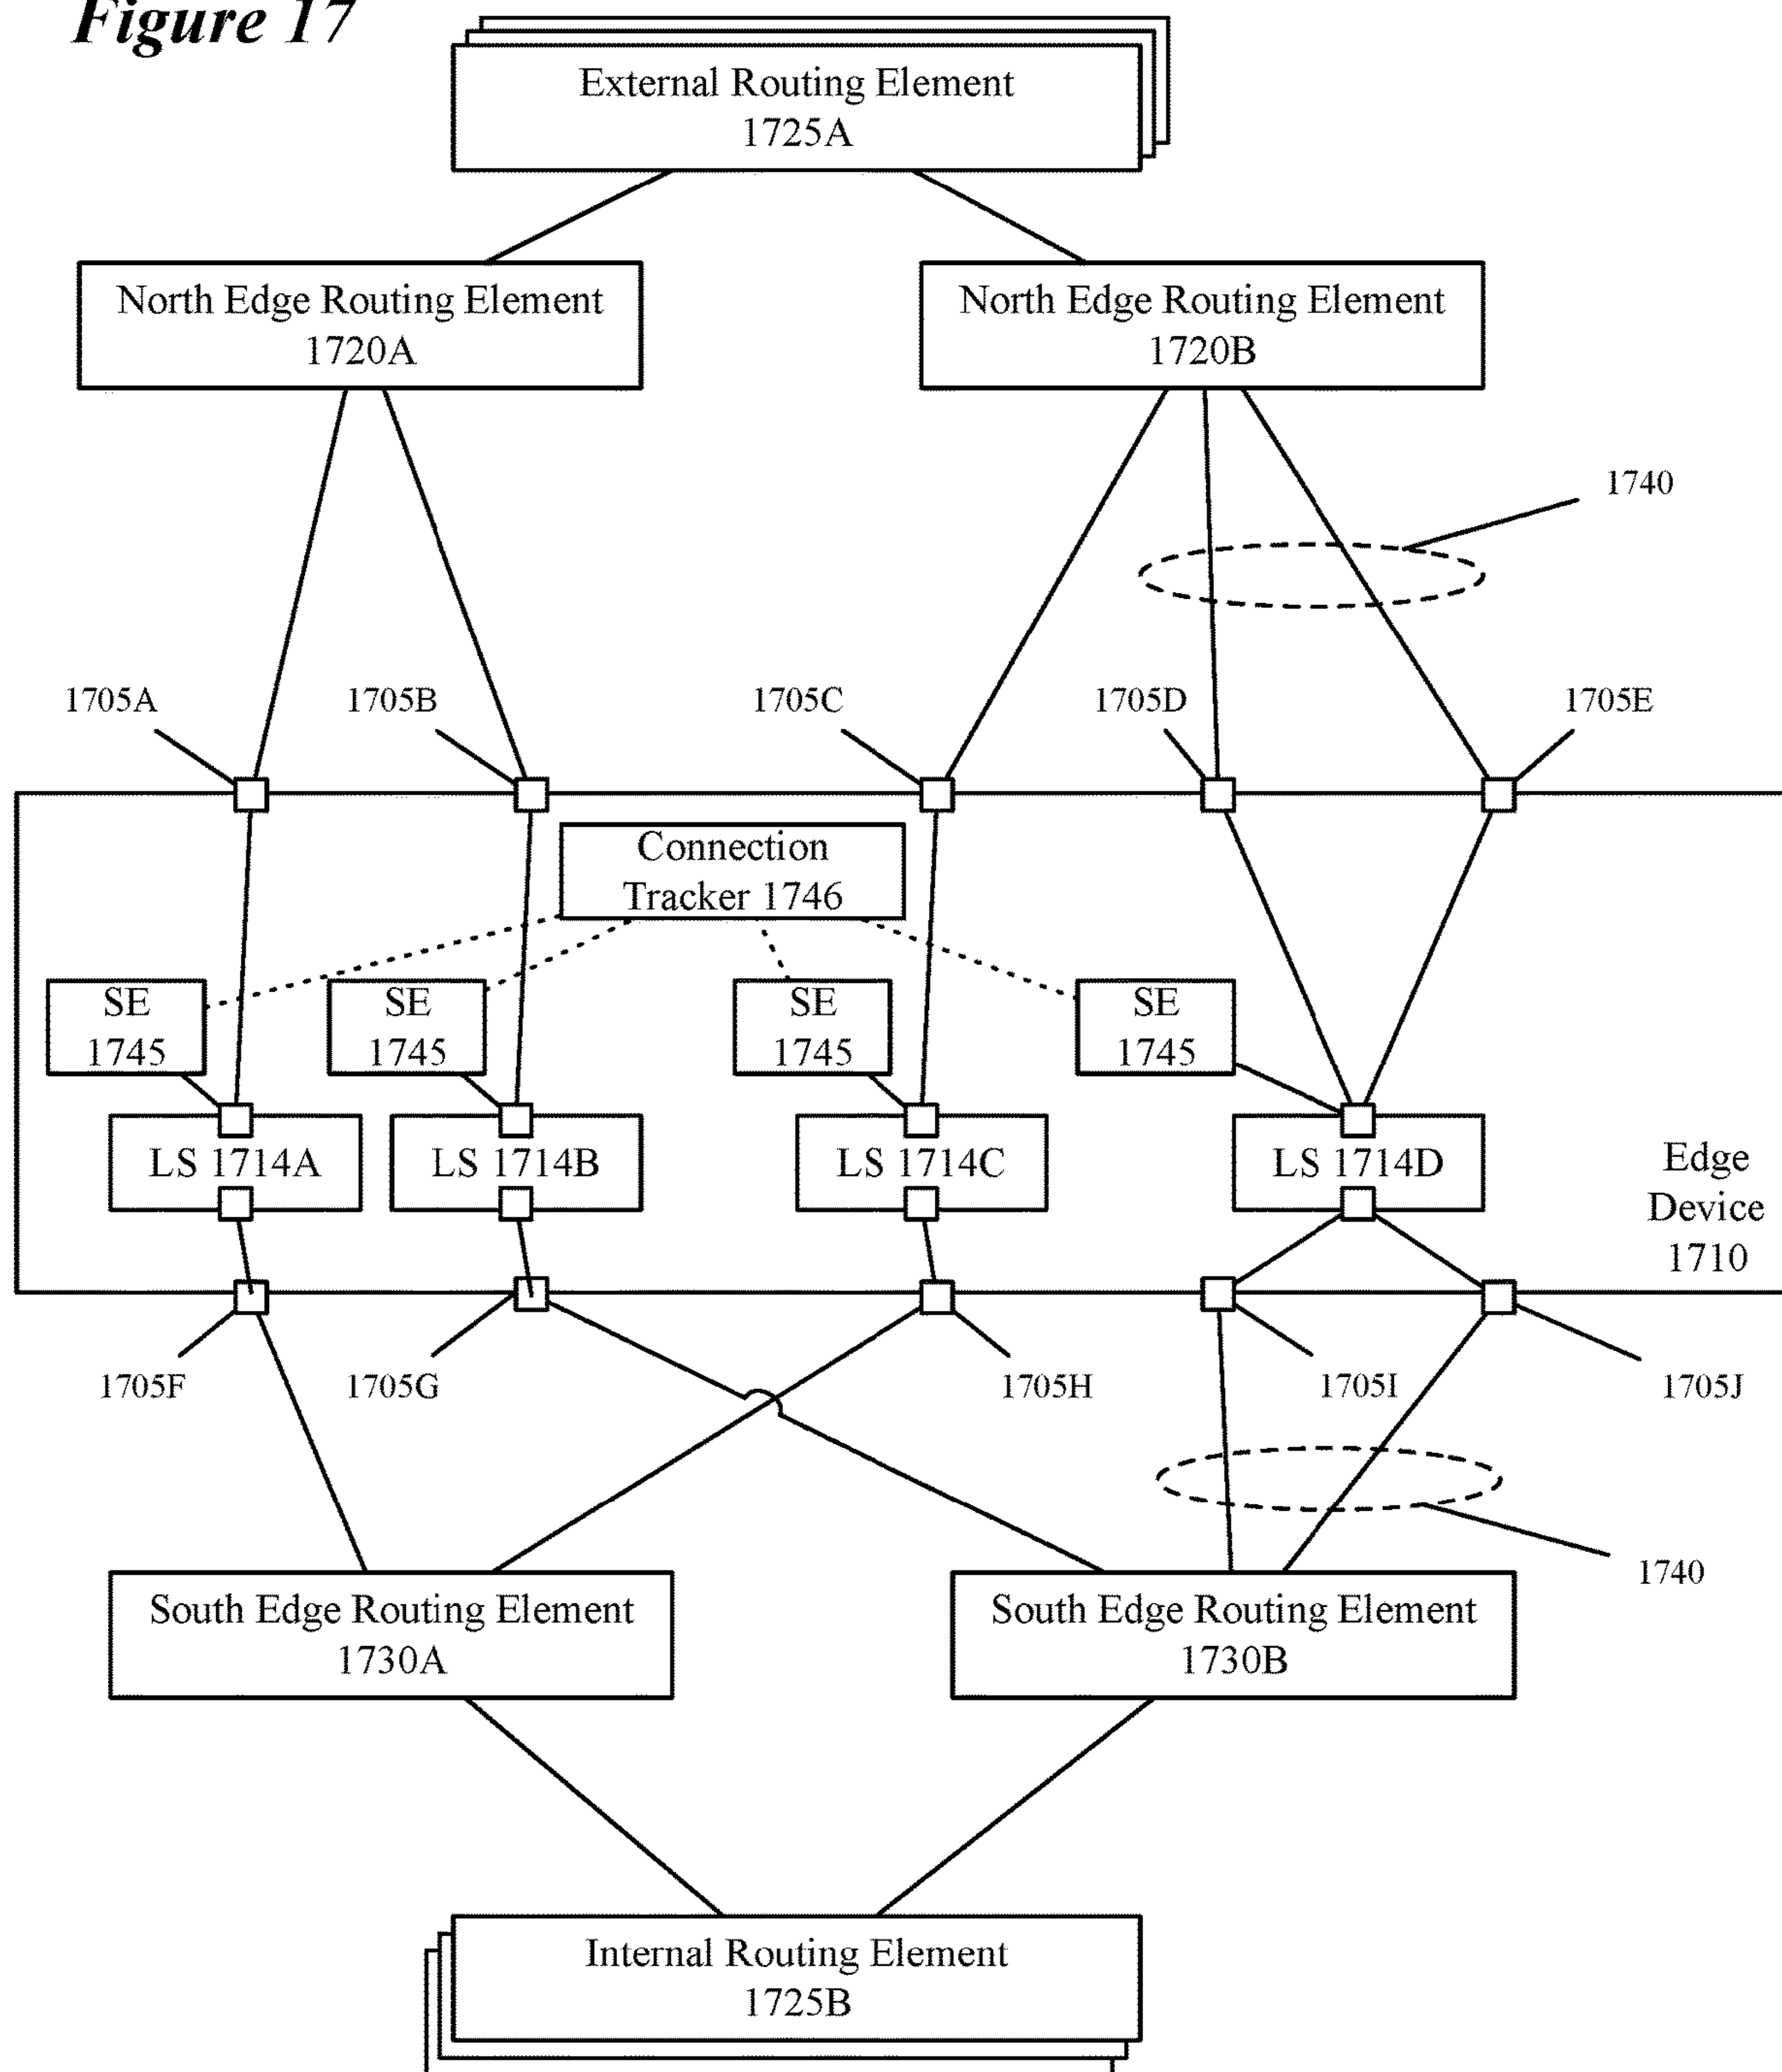 Figure 17
External Routing Element
1725A
North Edge Routing Element
1720A
North Edge Routing Element
1720B
1740
1705A
1705B
1705C
1705D
1705E
Connection
Tracker 1746
SE
1745
SE
1745
SE
1745
SE
1745
LS 1714A
LS 1714B
LS 1714C
LS 1714D
Edge
Device
1710
1705F
1705G
1705H
1705I
1705J
1740
South Edge Routing Element
1730A
South Edge Routing Element
1730B
Internal Routing Element
1725B